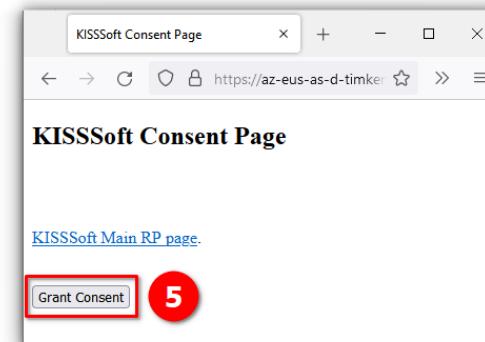 KISSSoft Consent Page
https://az-eus-as-d-timker
KISSSoft Consent Page
KISSSoft Main RP page.
Grant Consent
5